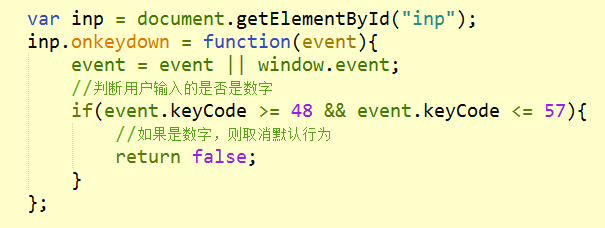 var inp = document.getElementById("inp");
inp.onkeydown = function(event){
event = event || window.event;
//判断用户输入的是否是数字
if(event.keyCode >= 48 && event.keyCode <= 57){
//如果是数字，则取消默认行为
return false;
}
};